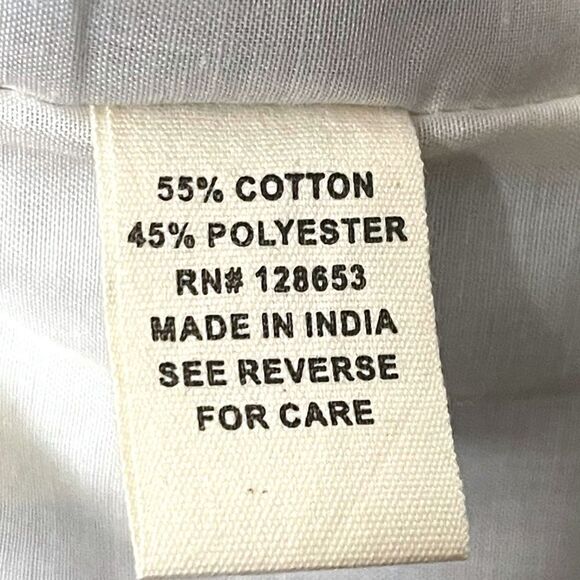 55% COTTON
45% POLYESTER
RN# 128653
MADE IN INDIA
SEE REVERSE
FOR CARE